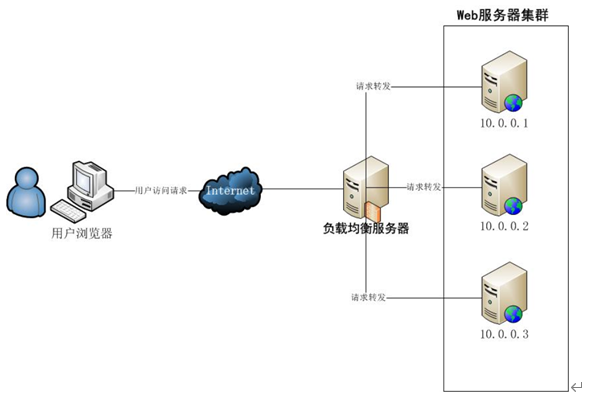 Web服务器集群
请求转发
10.0.0.1
用户访问请求
Internet
请求转发
10.0.0.2
用户浏览器
负载均衡服务器
请求转发
10.0.0.3